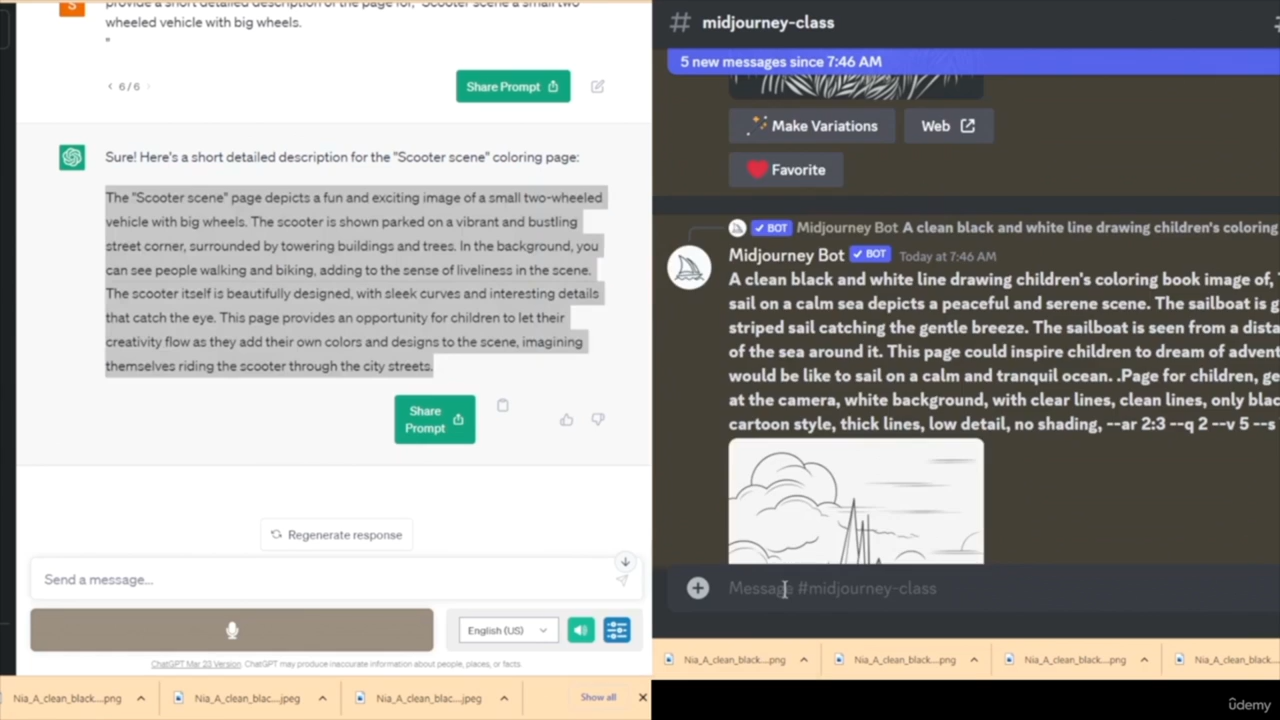 S
provide a short detailed description of the page for, "Scooter scene a small two
wheeled vehicle with big wheels.
"
< 6/6 >
Share Prompt
Sure! Here's a short detailed description for the "Scooter scene" coloring page:
The "Scooter scene" page depicts a fun and exciting image of a small two-wheeled
vehicle with big wheels. The scooter is shown parked on a vibrant and bustling
street corner, surrounded by towering buildings and trees. In the background, you
can see people walking and biking, adding to the sense of liveliness in the scene.
The scooter itself is beautifully designed, with sleek curves and interesting details
that catch the eye. This page provides an opportunity for children to let their
creativity flow as they add their own colors and designs to the scene, imagining
themselves riding the scooter through the city streets.
Share
Prompt
Regenerate response
Send a message...
English (US)
ChatGPT Mar 23 Version. ChatGPT may produce inaccurate information about people, places, or facts.
Nia_A_clean_black....png
Nia_A_clean_blac....jpeg
Nia_A_clean_black....jpeg
Show all
# midjourney-class
5 new messages since 7:46 AM
Make Variations
Web
Favorite
BOT Midjourney Bot A clean black and white line drawing children's coloring
Midjourney Bot BOT Today at 7:46 AM
A clean black and white line drawing children's coloring book image of,
sail on a calm sea depicts a peaceful and serene scene. The sailboat is g
striped sail catching the gentle breeze. The sailboat is seen from a dista
of the sea around it. This page could inspire children to dream of advent
would be like to sail on a calm and tranquil ocean. .Page for children, ge
at the camera, white background, with clear lines, clean lines, only blac
cartoon style, thick lines, low detail, no shading, --ar 2:3 --q 2 --v 5 --s
Message #midjourney-class
Nia_A_clean_black....png
Nia_A_clean_black....png
Nia_A_clean_black....png
Nia_A_clean_black...
ûdemy